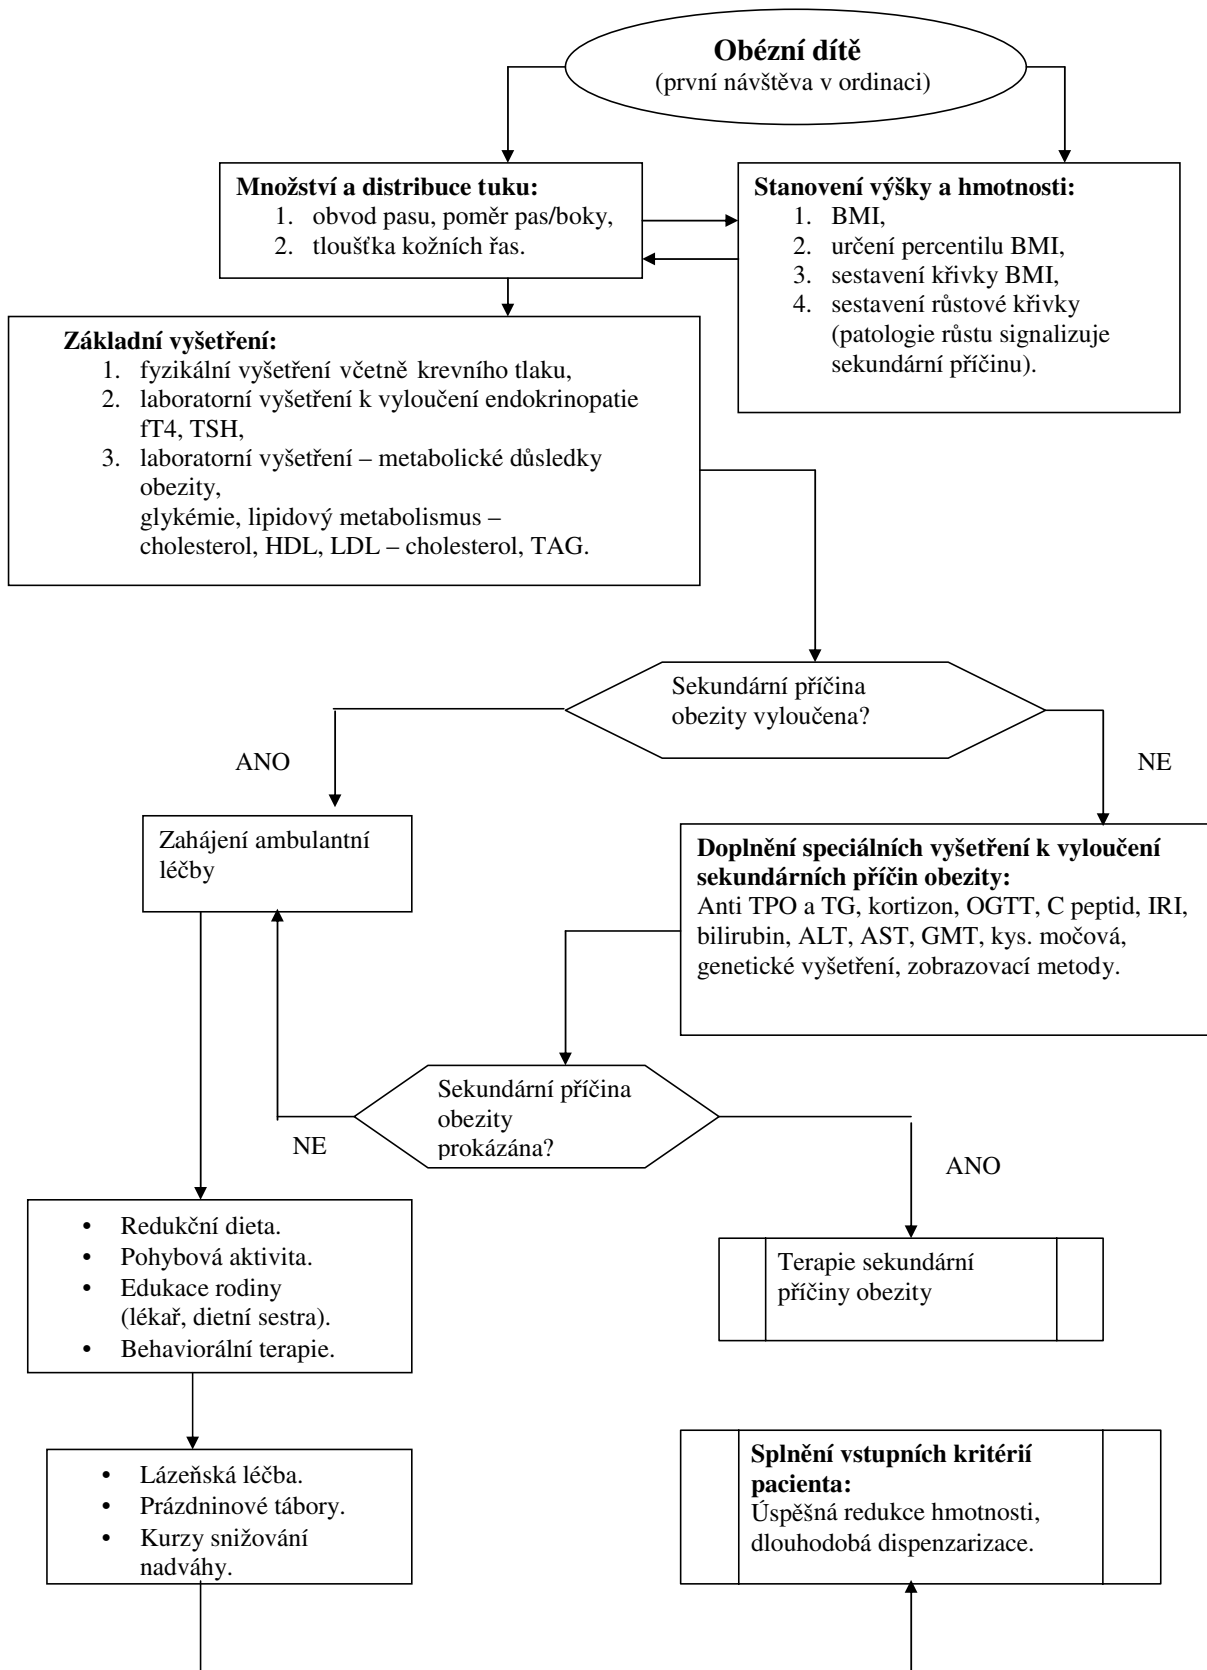 Obézní dítě
(první návštěva v ordinaci)
Množství a distribuce tuku:
1. obvod pasu, poměr pas/boky,
2. tloušťka kožních řas.
Stanovení výšky a hmotnosti:
1. BMI,
2. určení percentilu BMI,
3. sestavení křivky BMI,
4. sestavení růstové křivky
(patologie růstu signalizuje
sekundární příčinu).
Základní vyšetření:
1. fyzikální vyšetření včetně krevního tlaku,
2. laboratorní vyšetření k vyloučení endokrinopatie
fT4, TSH,
3. laboratorní vyšetření – metabolické důsledky
obezity,
glykémie, lipidový metabolismus –
cholesterol, HDL, LDL – cholesterol, TAG.
Sekundární příčina
obezity vyloučena?
ANO
NE
Zahájení ambulantní
léčby
Doplnění speciálních vyšetření k vyloučení
sekundárních příčin obezity:
Anti TPO a TG, kortizon, OGTT, C peptid, IRI,
bilirubin, ALT, AST, GMT, kys. močová,
genetické vyšetření, zobrazovací metody.
Sekundární příčina
obezity
prokázána?
NE
ANO
• Redukční dieta.
• Pohybová aktivita.
• Edukace rodiny
(lékař, dietní sestra).
• Behaviorální terapie.
Terapie sekundární
příčiny obezity
• Lázeňská léčba.
• Prázdninové tábory.
• Kurzy snižování
nadváhy.
Splnění vstupních kritérií
pacienta:
Úspěšná redukce hmotnosti,
dlouhodobá dispenzarizace.